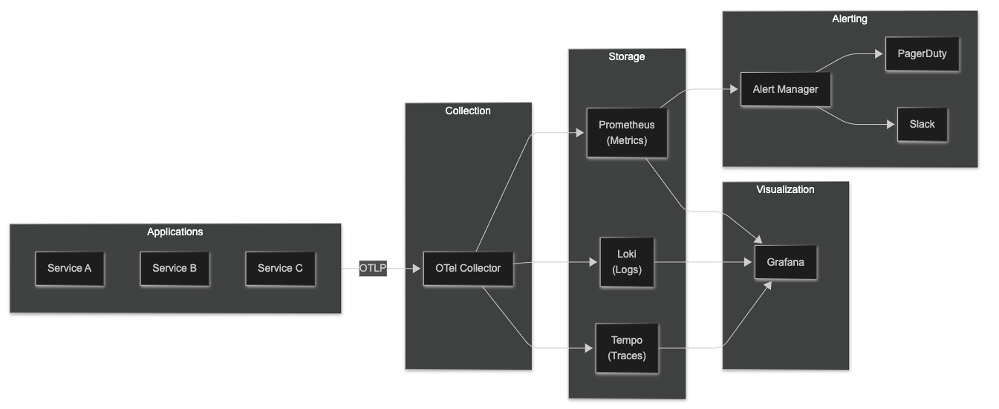 Applications
Service A
Service B
Service C
OTLP
Collection
OTel Collector
Storage
Prometheus
(Metrics)
Loki
(Logs)
Tempo
(Traces)
Alerting
Alert Manager
PagerDuty
Slack
Visualization
Grafana